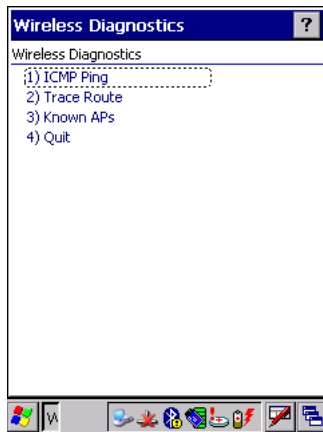 Wireless Diagnostics ?
Wireless Diagnostics
1) ICMP Ping
2) Trace Route
3) Known APs
4) Quit